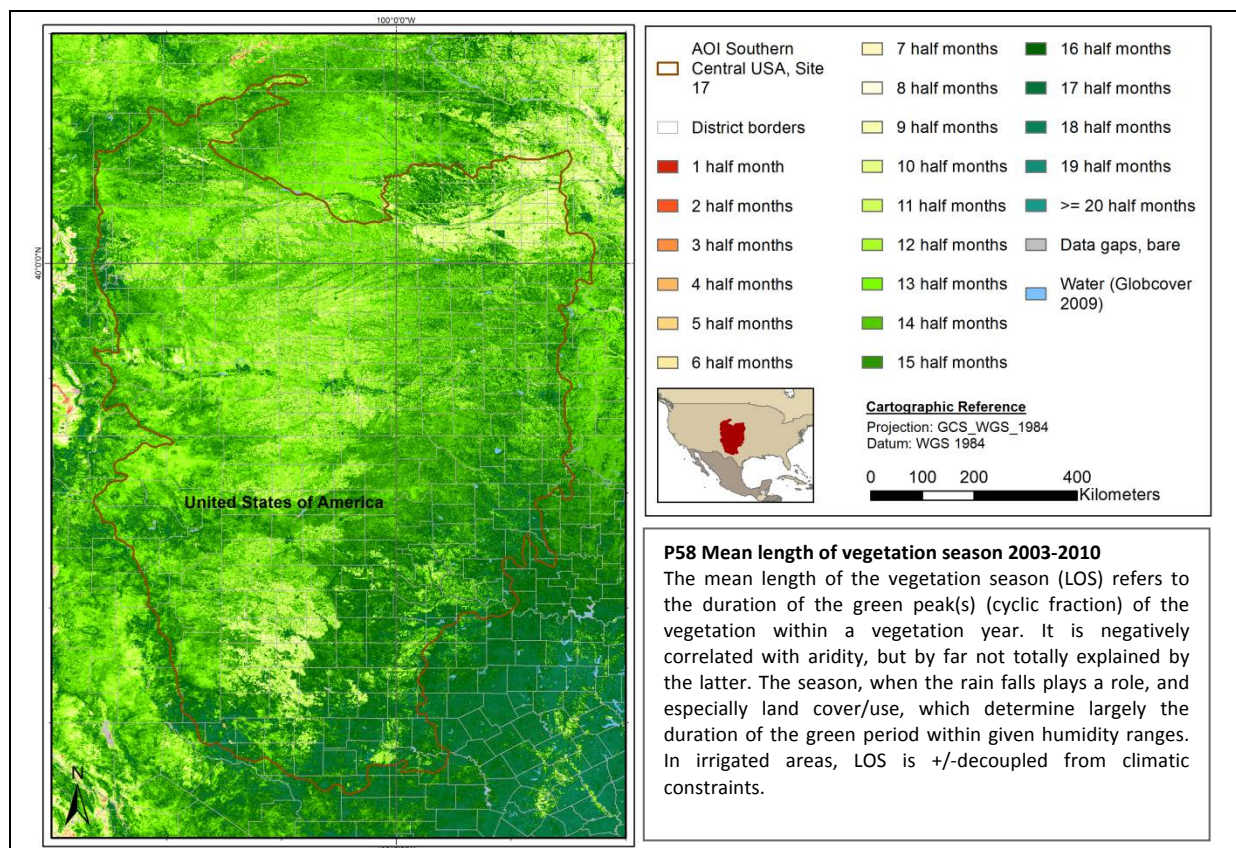 100°0'0"W
40°0'0"N
United States of America
N
AOI Southern
Central USA, Site
17
District borders
1 half month
2 half months
3 half months
4 half months
5 half months
6 half months
7 half months
8 half months
9 half months
10 half months
11 half months
12 half months
13 half months
14 half months
15 half months
16 half months
17 half months
18 half months
19 half months
>= 20 half months
Data gaps, bare
Water (Globcover
2009)
Cartographic Reference
Projection: GCS_WGS_1984
Datum: WGS 1984
0 100 200 400
Kilometers
P58 Mean length of vegetation season 2003-2010
The mean length of the vegetation season (LOS) refers to
the duration of the green peak(s) (cyclic fraction) of the
vegetation within a vegetation year. It is negatively
correlated with aridity, but by far not totally explained by
the latter. The season, when the rain falls plays a role, and
especially land cover/use, which determine largely the
duration of the green period within given humidity ranges.
In irrigated areas, LOS is +/-decoupled from climatic
constraints.